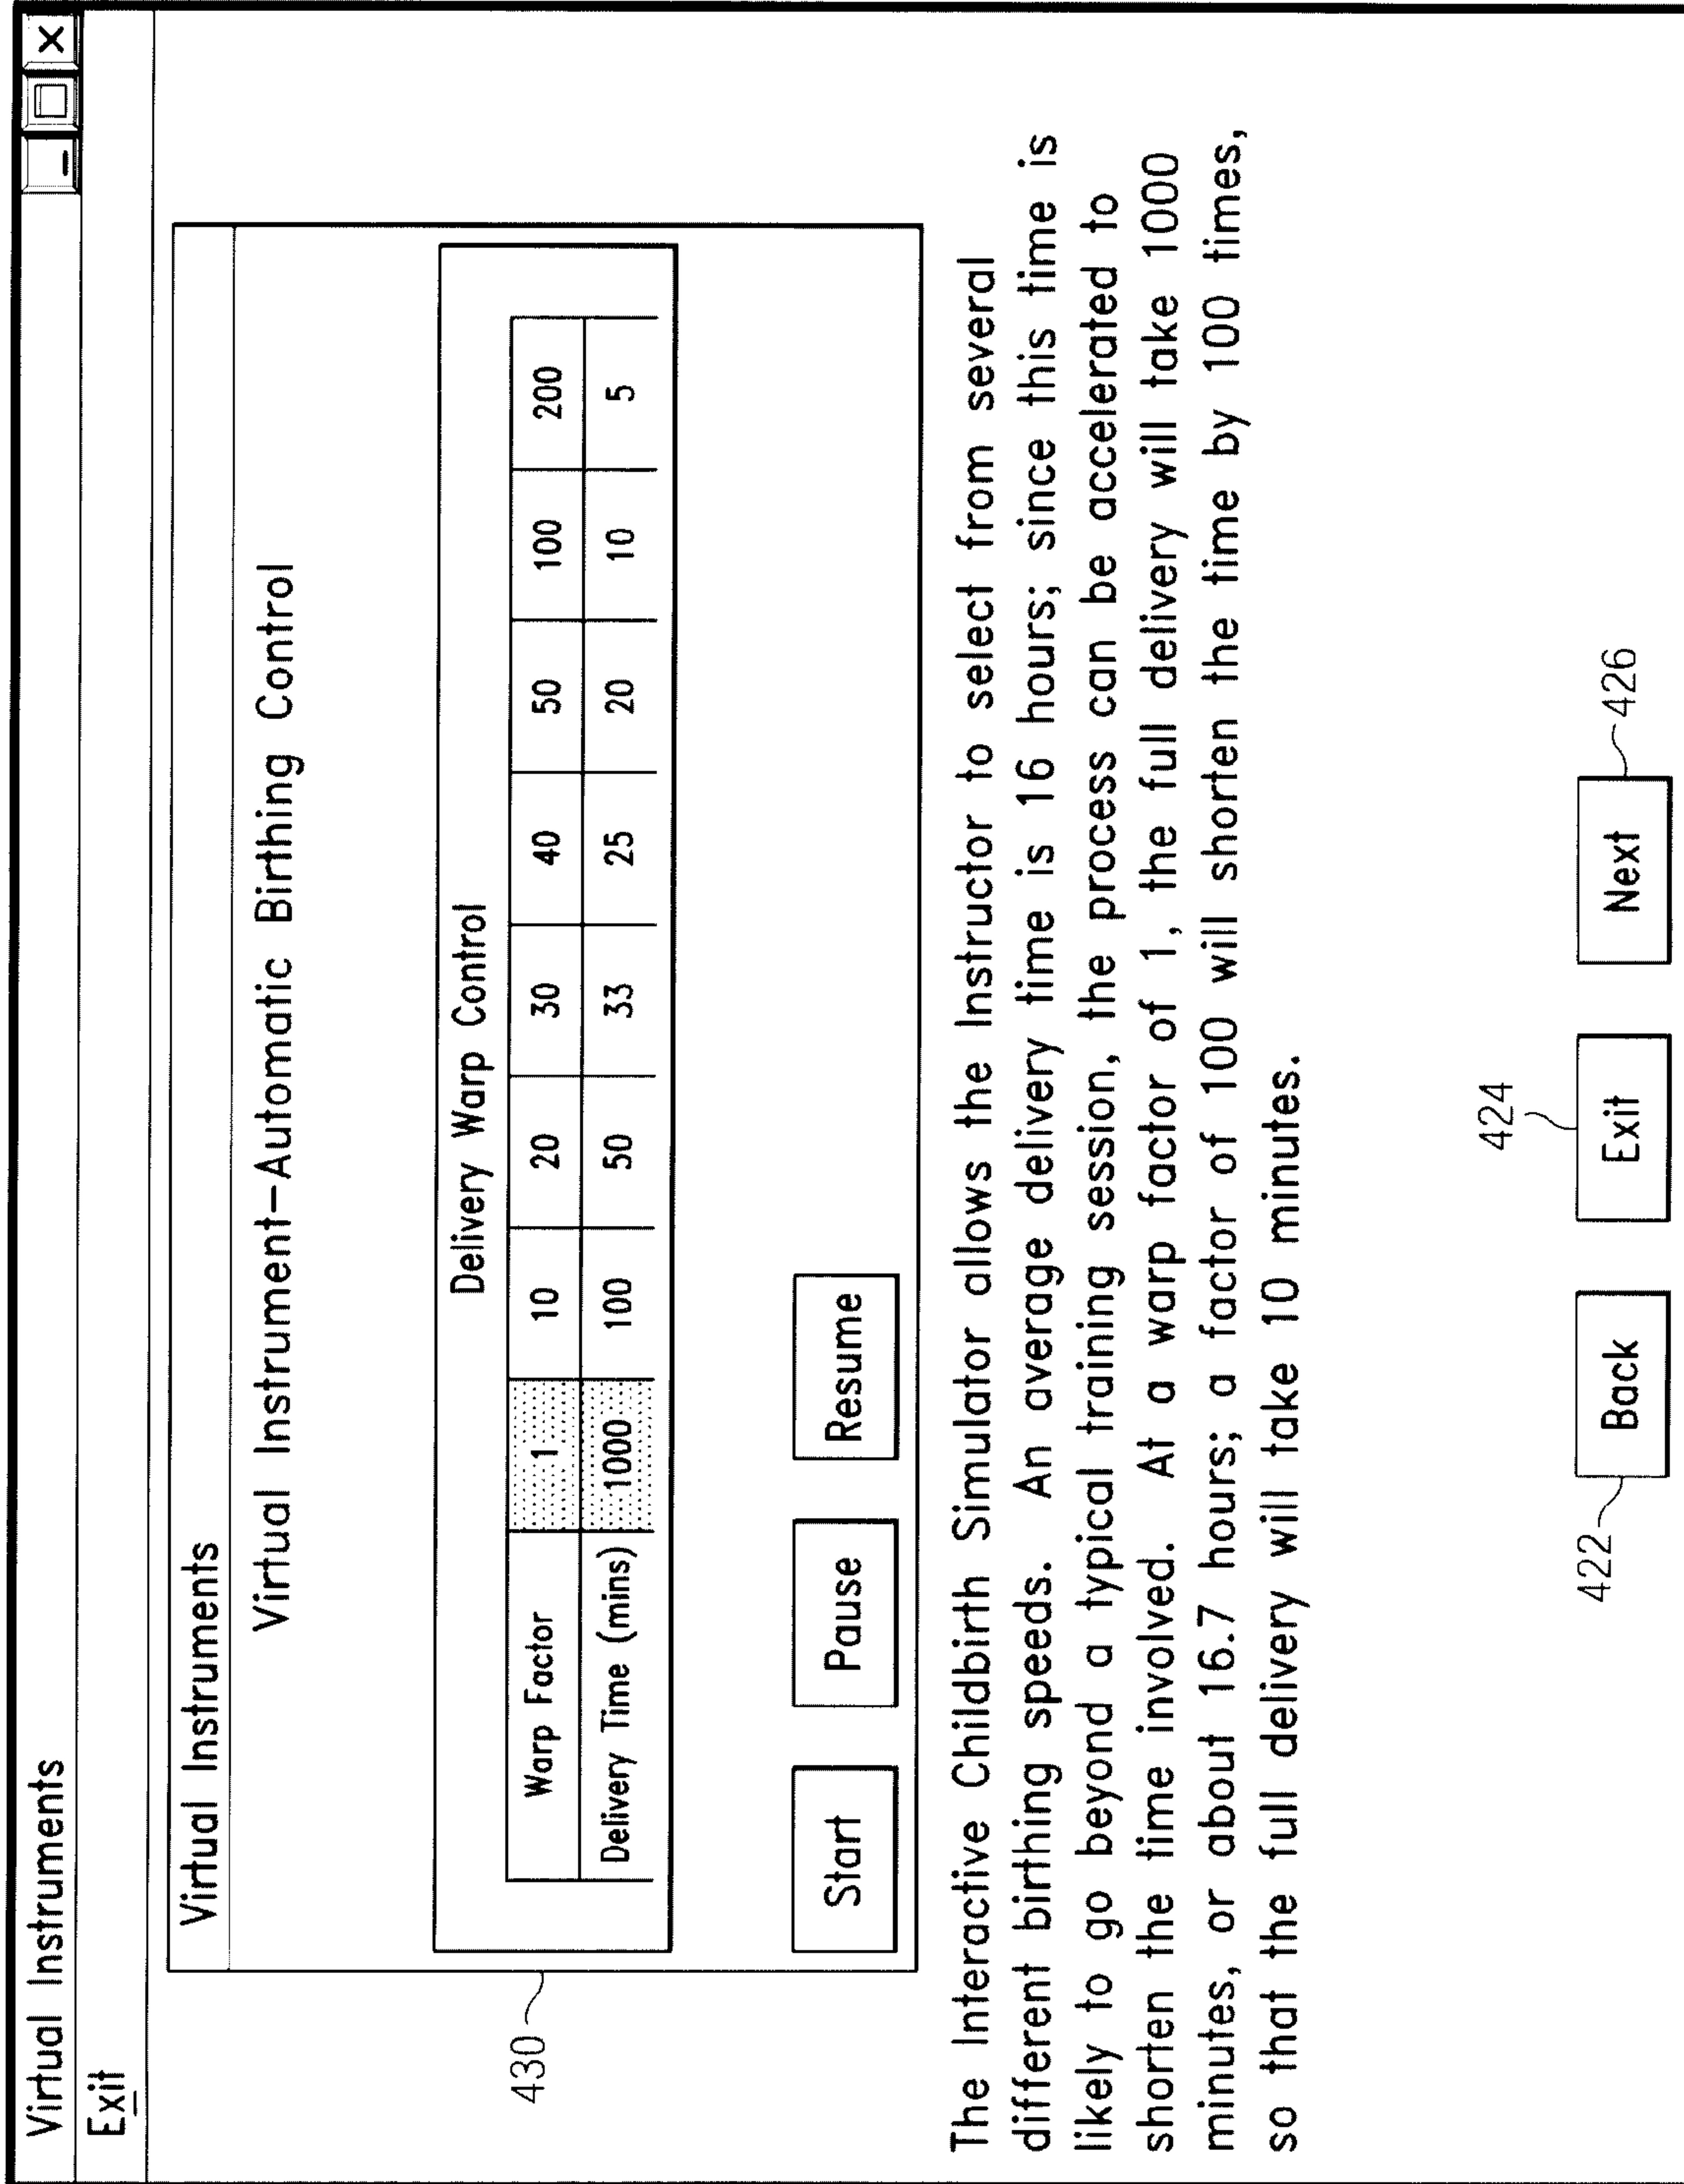 Virtual Instruments
Exit
Virtual Instruments
Virtual Instrument-Automatic Birthing Control
Delivery Warp Control
Warp Factor 1 10 20 30 40 50 100 200
Delivery Time (mins) 1000 100 50 33 25 20 10 5
430
Start Pause Resume
The Interactive Childbirth Simulator allows the Instructor to select from several
different birthing speeds. An average delivery time is 16 hours; since this time is
likely to go beyond a typical training session, the process can be accelerated to
shorten the time involved. At a warp factor of 1, the full delivery will take 1000
minutes, or about 16.7 hours; a factor of 100 will shorten the time by 100 times,
so that the full delivery will take 10 minutes.
424
422 Back Exit Next 426